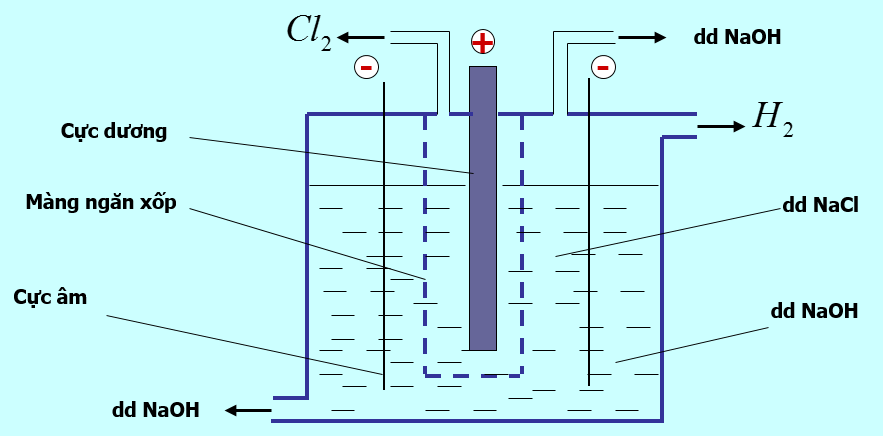 Cl2
+
dd NaOH
-
-
H2
Cực dương
Màng ngăn xốp
dd NaCl
Cực âm
dd NaOH
dd NaOH